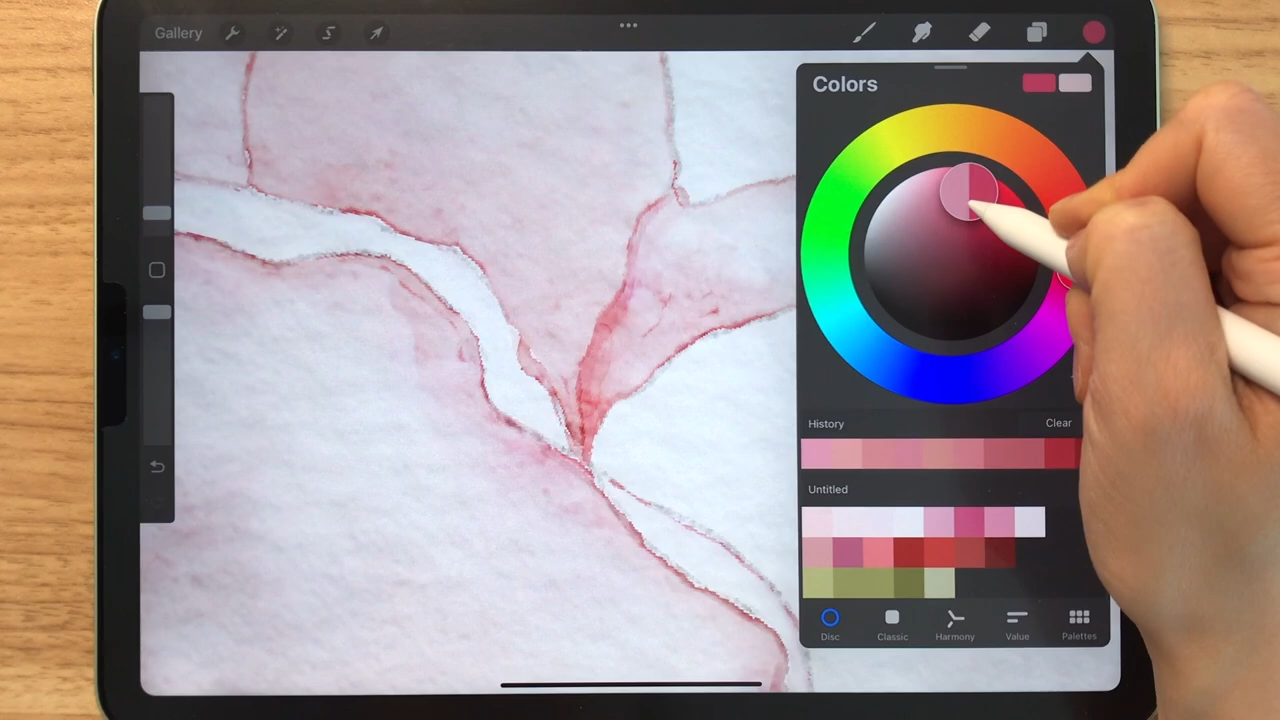 Gallery
Colors
History Clear
Untitled
Disc Classic Harmony Value Palettes